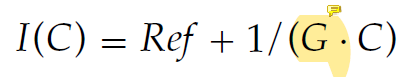 I(C) = Ref + 1/(G · C)